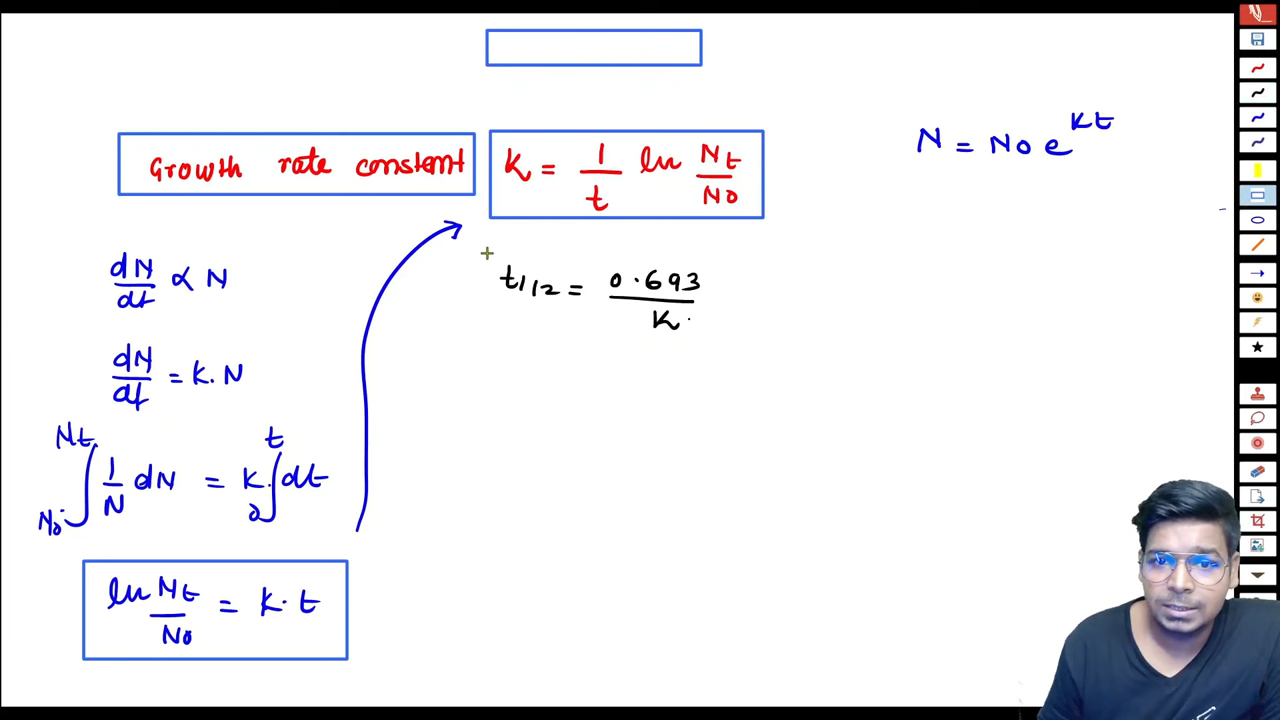 Growth rate constant
K = 1/t ln Nt/No
N = No e^Kt
dN/dt ∝ N
t1/2 = 0.693/K.
dN/dt = K. N
∫No^Nt 1/N dN = K. ∫0^t dt
ln Nt/No = K. t